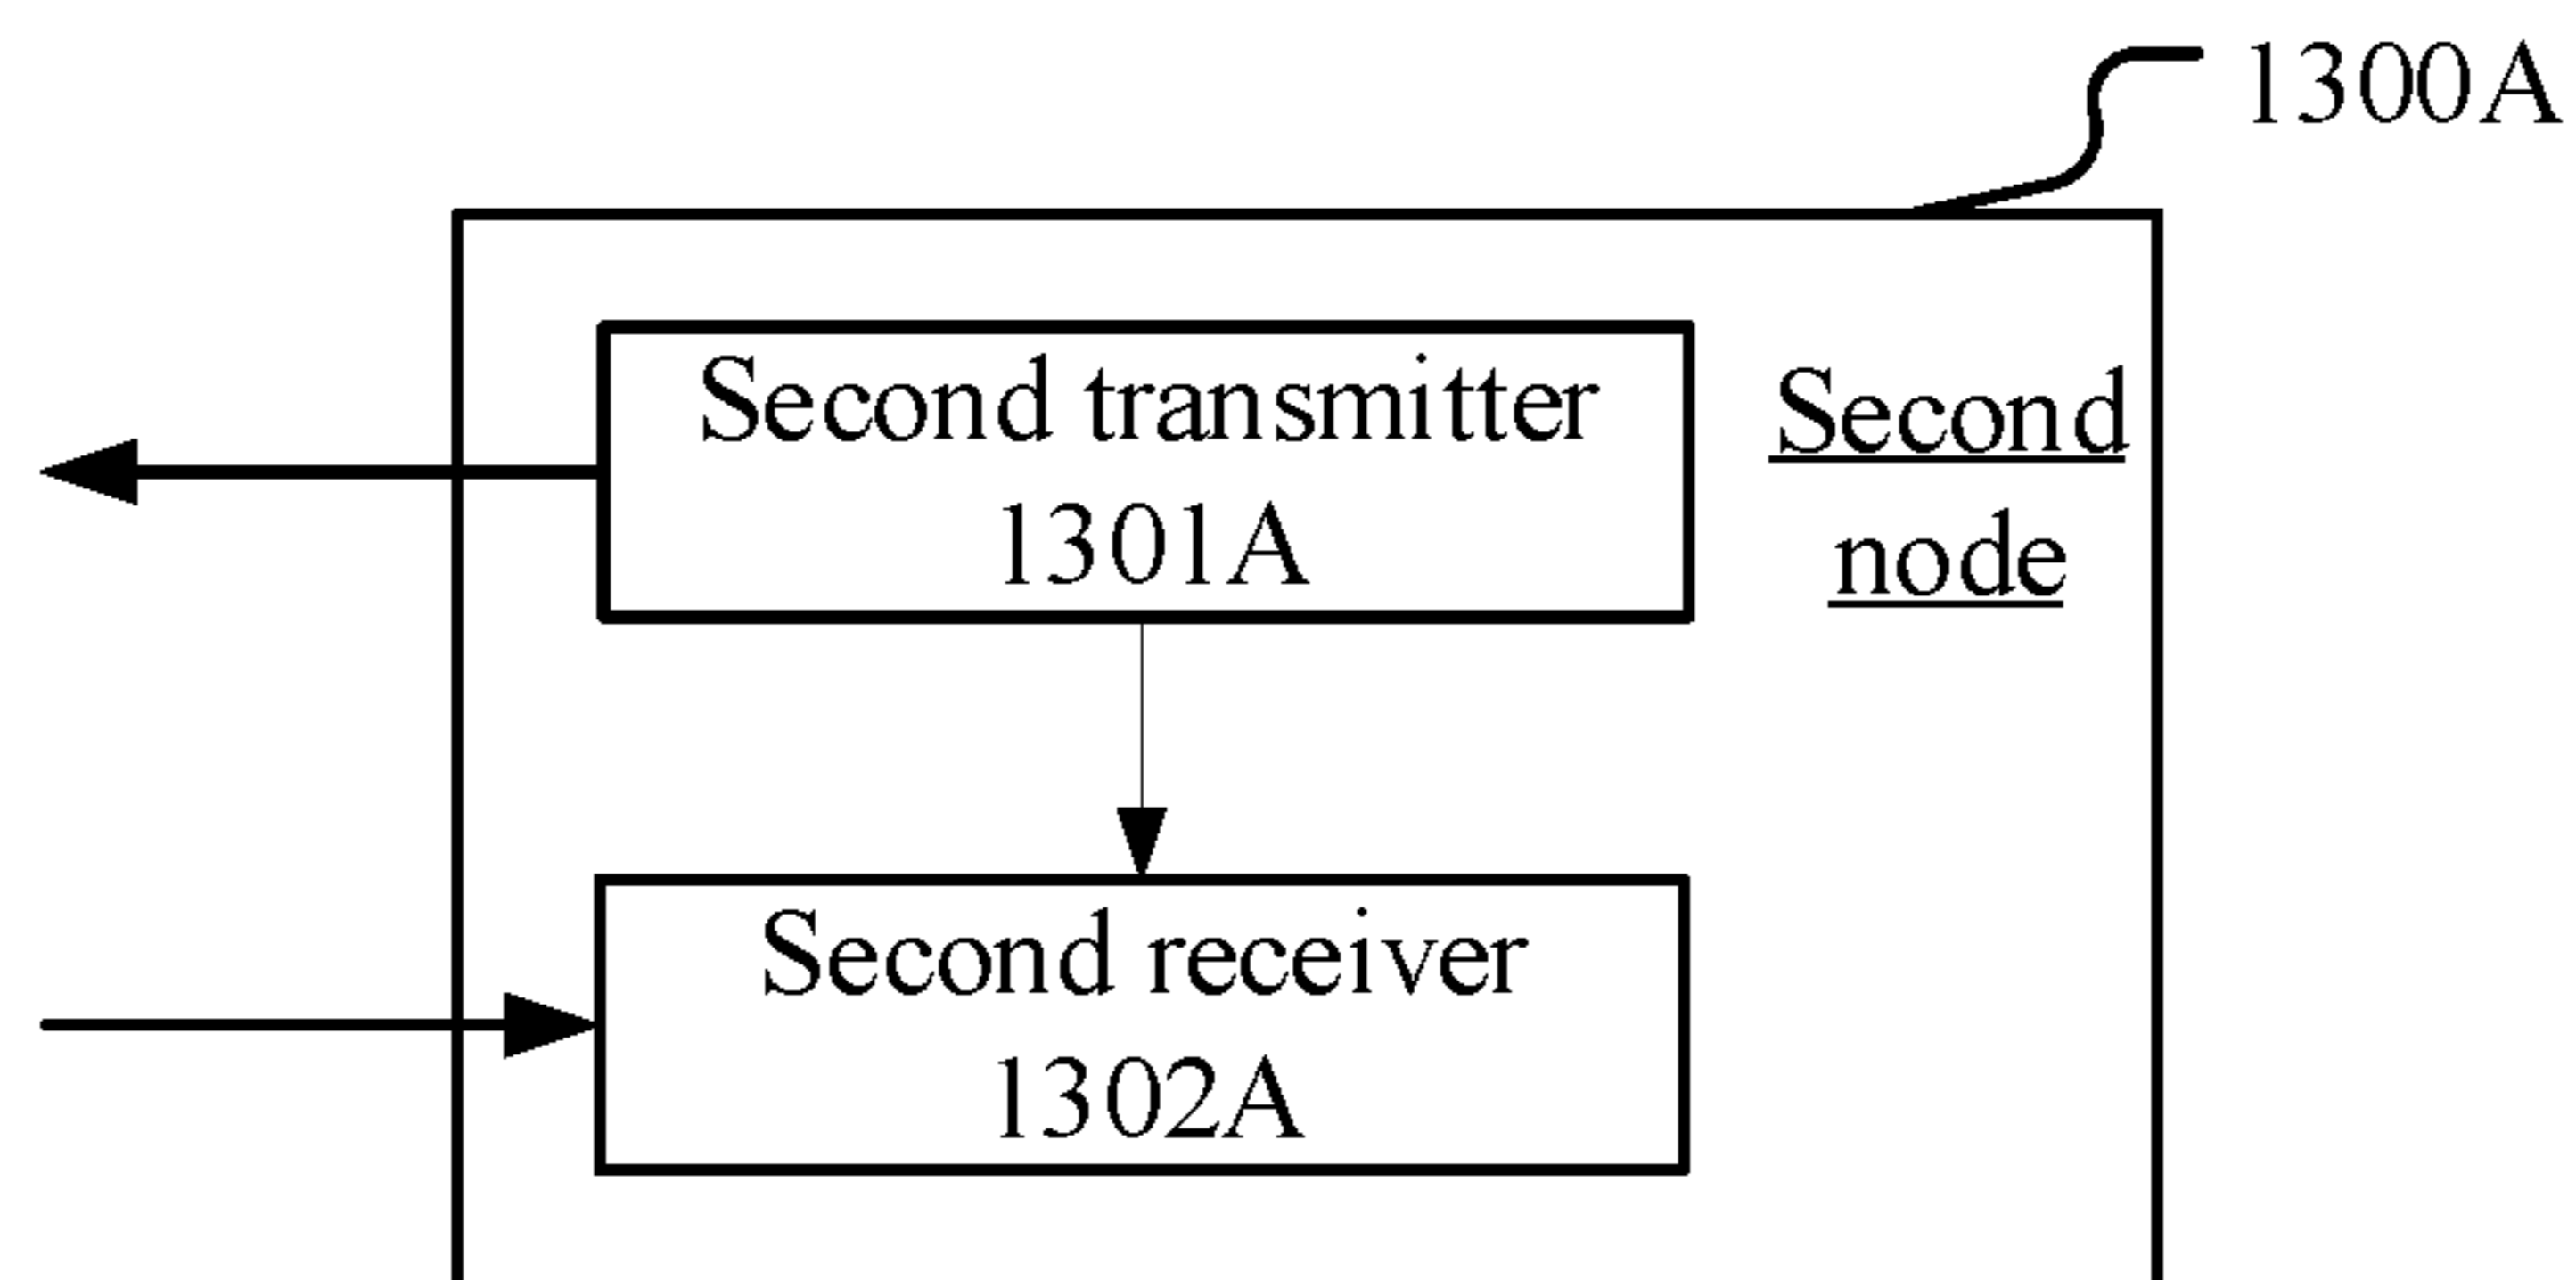 1300A
Second transmitter
1301A
Second
node
Second receiver
1302A